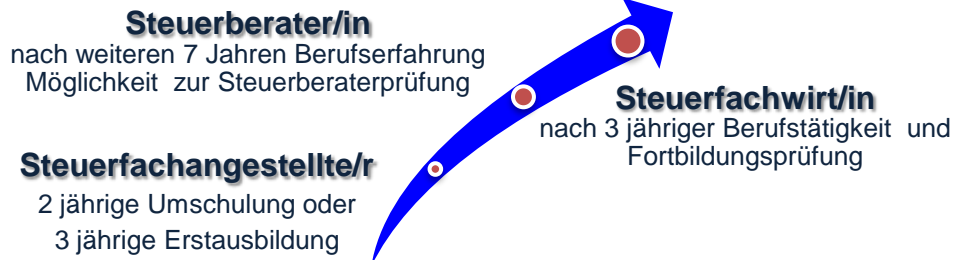 Steuerberater/in
nach weiteren 7 Jahren Berufserfahrung
Möglichkeit zur Steuerberaterprüfung
Steuerfachwirt/in
nach 3 jähriger Berufstätigkeit und
Fortbildungsprüfung
Steuerfachangestellte/r
2 jährige Umschulung oder
3 jährige Erstausbildung